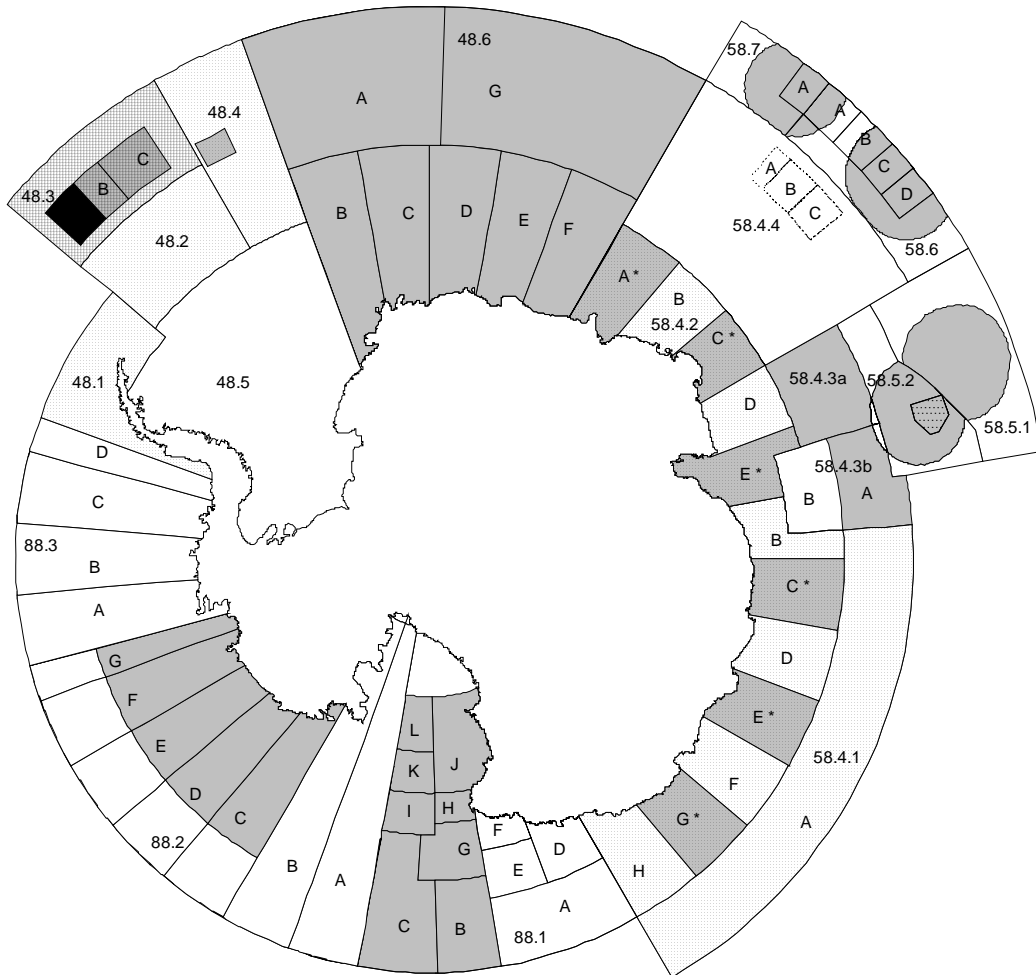 48.6
58.7
A
G
A
48.4
A
B
C
C
A
D
B
48.3
B
C
B
C
D
E
F
58.4.4
48.2
58.6
A *
B
58.4.2
C *
48.1
48.5
58.4.3a
58.5.2
D
58.5.1
D
E *
58.4.3b
C
B
A
88.3
B
B
C *
A
G
D
F
E *
L
E
K
J
58.4.1
D
I
H
F
C
A
88.2
F
G *
G
D
B
A
E
H
C
B
A
88.1